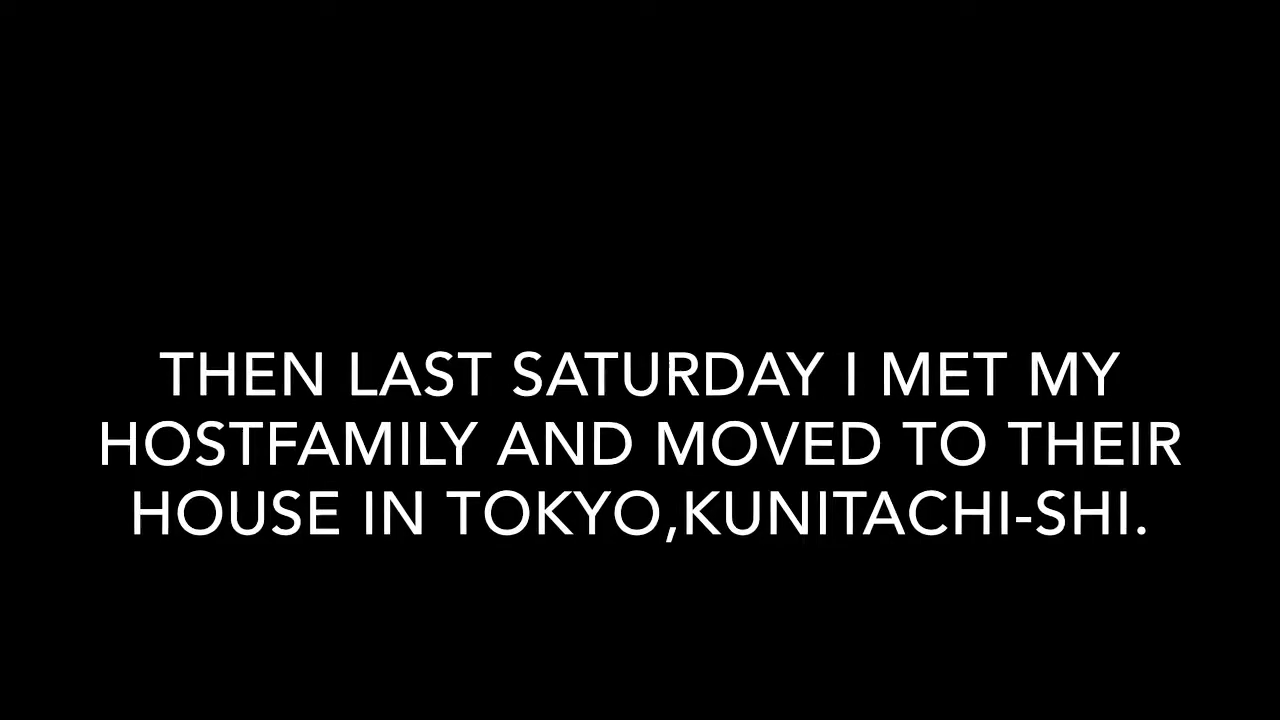 THEN LAST SATURDAY I MET MY
HOSTFAMILY AND MOVED TO THEIR
HOUSE IN TOKYO,KUNITACHI-SHI.